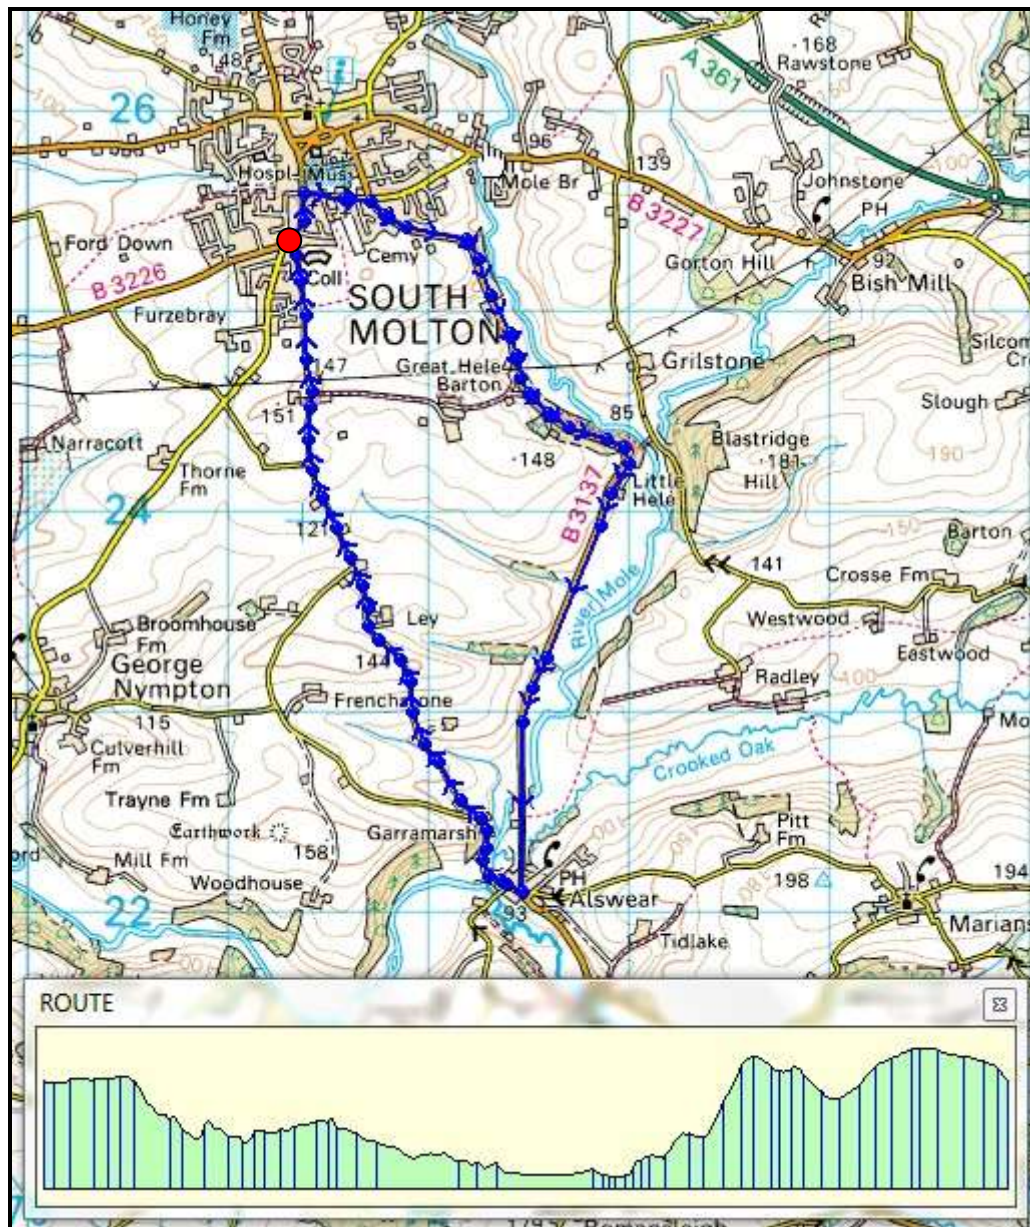 Honey
Fm
148
168
Rawstone
A 361
26
96
139
Hospl
Mus
Mole Br
Johnstone
PH
B 3227
Ford Down
B 3226
Cemy
Coll
Gorton Hill
92
Bish Mill
SOUTH
MOLTON
Furzebray
147
Great Hele
Barton
Grilstone
151
85
Slough
Narracott
Thorne
Fm
148
Blastridge
Hill
181
190
Little
Hele
B 3137
24
121
150
Barton
141
Crosse Fm
River Mole
Westwood
Eastwood
Broomhouse
Fm
Ley
George
Nympton
144
Radley
100
Frenchstone
115
Culverhill
Fm
Crooked Oak
Trayne Fm
Earthwork
Garramarsh
Pitt
Fm
Mill Fm
158
Woodhouse
PH
Alswear
198
194
22
93
Tidlake
Marians
ROUTE